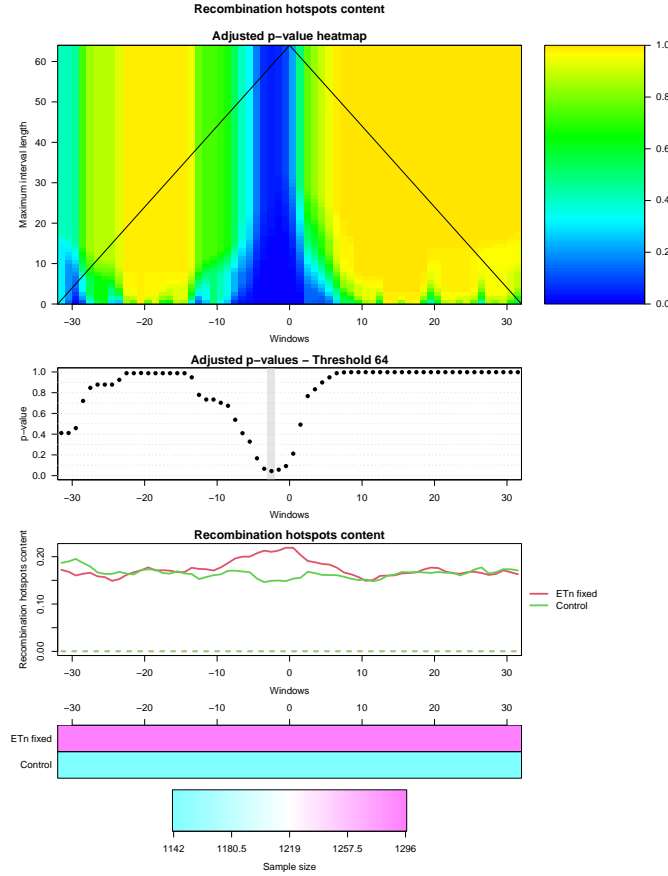 Recombination hotspots content
Adjusted p−value heatmap
Maximum interval length
60
50
40
30
20
10
0
−30 −20 −10 0 10 20 30
Windows
1.0
0.8
0.6
0.4
0.2
0.0
Adjusted p−values − Threshold 64
p−value
1.0
0.8
0.6
0.4
0.2
0.0
−30 −20 −10 0 10 20 30
Windows
Recombination hotspots content
Recombination hotspots content
0.20
0.10
0.00
−30 −20 −10 0 10 20 30
Windows
ETn fixed
Control
−30 −20 −10 0 10 20 30
ETn fixed
Control
1142 1180.5 1219 1257.5 1296
Sample size